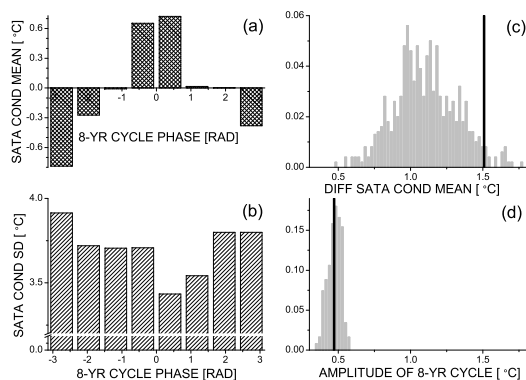 (a)
SATA COND MEAN [ °C]
0.6
0.3
0.0
-0.3
-0.6
-3 -2 -1 0 1 2 3
8-YR CYCLE PHASE [RAD]
(b)
SATA COND SD [ °C]
4.0
3.5
0.0
-3 -2 -1 0 1 2 3
8-YR CYCLE PHASE [RAD]
(c)
0.06
0.04
0.02
0.00
0.5 1.0 1.5
DIFF SATA COND MEAN [ °C]
(d)
0.15
0.10
0.05
0.00
0.5 1.0 1.5
AMPLITUDE OF 8-YR CYCLE [ °C]